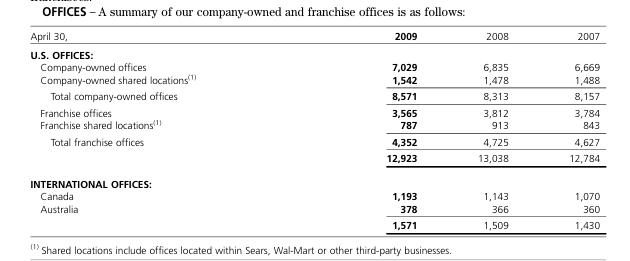 OFFICES – A summary of our company-owned and franchise offices is as follows:
April 30, 2009 2008 2007
U.S. OFFICES:
Company-owned offices 7,029 6,835 6,669
Company-owned shared locations(1) 1,542 1,478 1,488
Total company-owned offices 8,571 8,313 8,157
Franchise offices 3,565 3,812 3,784
Franchise shared locations(1) 787 913 843
Total franchise offices 4,352 4,725 4,627
12,923 13,038 12,784
INTERNATIONAL OFFICES:
Canada 1,193 1,143 1,070
Australia 378 366 360
1,571 1,509 1,430
(1) Shared locations include offices located within Sears, Wal-Mart or other third-party businesses.